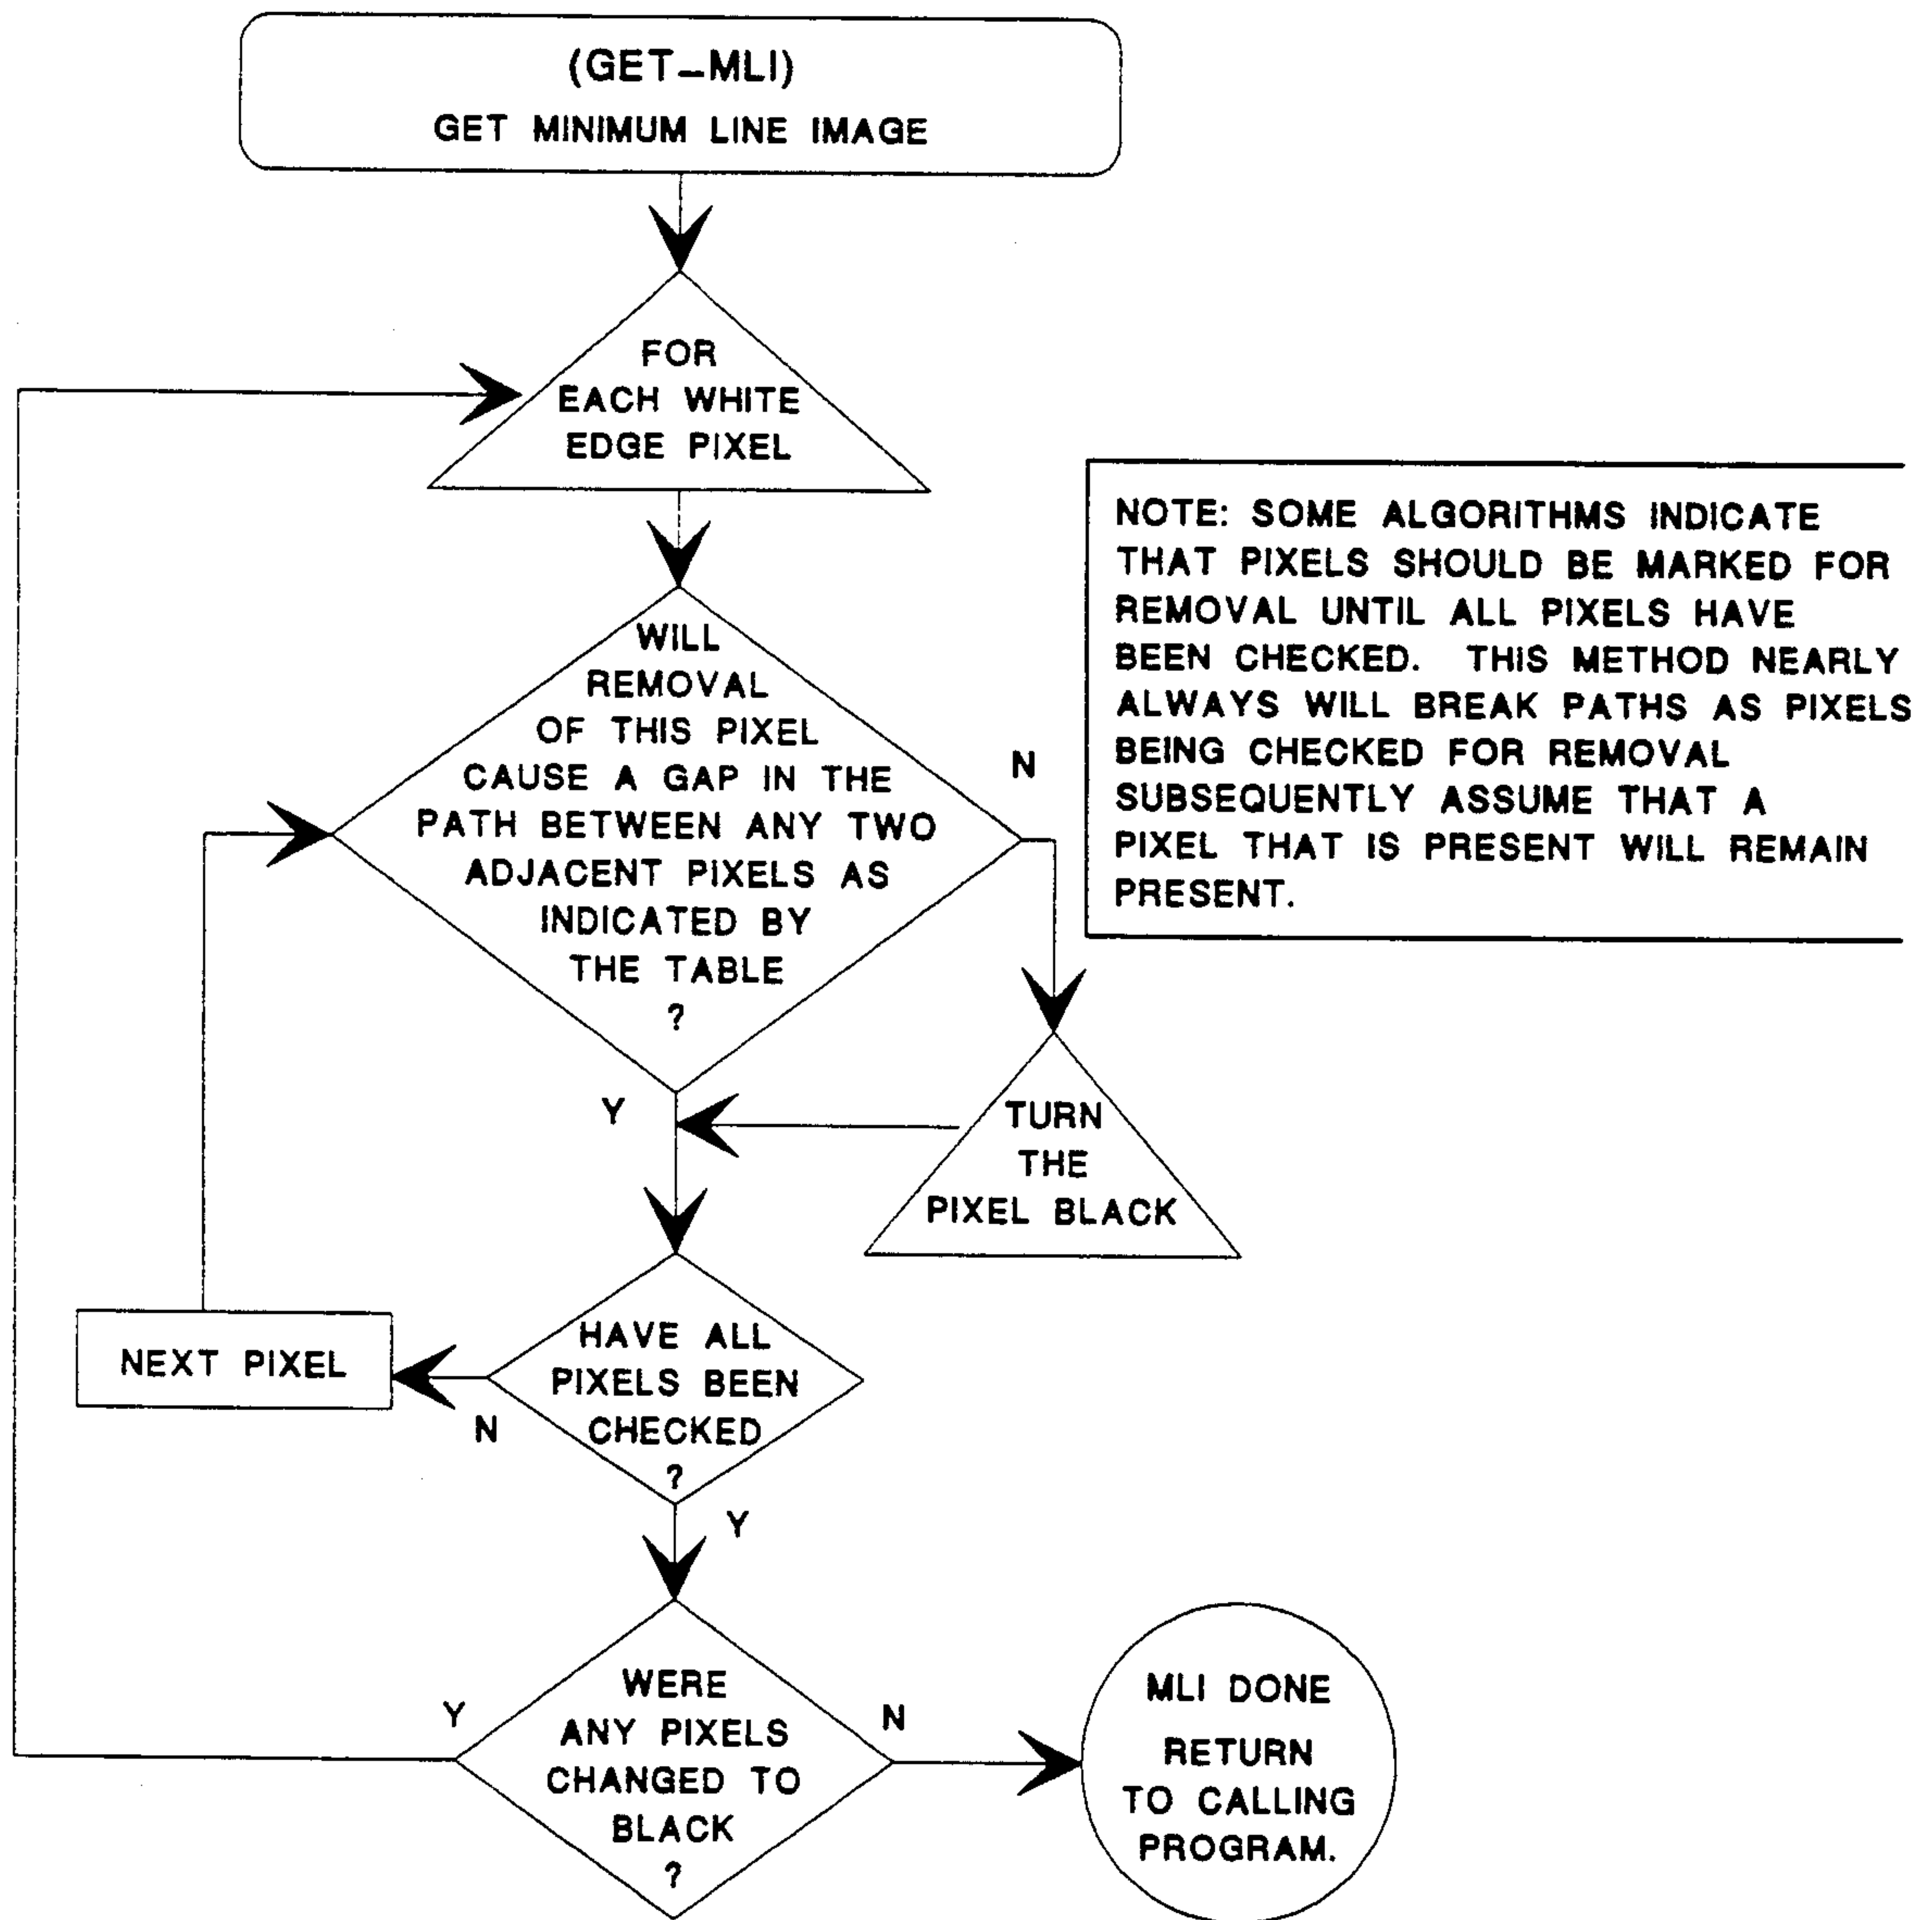 (GET-MLI)
GET MINIMUM LINE IMAGE
FOR
EACH WHITE
EDGE PIXEL
NOTE: SOME ALGORITHMS INDICATE
THAT PIXELS SHOULD BE MARKED FOR
REMOVAL UNTIL ALL PIXELS HAVE
BEEN CHECKED. THIS METHOD NEARLY
ALWAYS WILL BREAK PATHS AS PIXELS
BEING CHECKED FOR REMOVAL
SUBSEQUENTLY ASSUME THAT A
PIXEL THAT IS PRESENT WILL REMAIN
PRESENT.
WILL
REMOVAL
OF THIS PIXEL
CAUSE A GAP IN THE
PATH BETWEEN ANY TWO
ADJACENT PIXELS AS
INDICATED BY
THE TABLE
?
N
Y
TURN
THE
PIXEL BLACK
HAVE ALL
PIXELS BEEN
CHECKED
?
N
NEXT PIXEL
Y
WERE
ANY PIXELS
CHANGED TO
BLACK
?
Y
N
MLI DONE
RETURN
TO CALLING
PROGRAM.